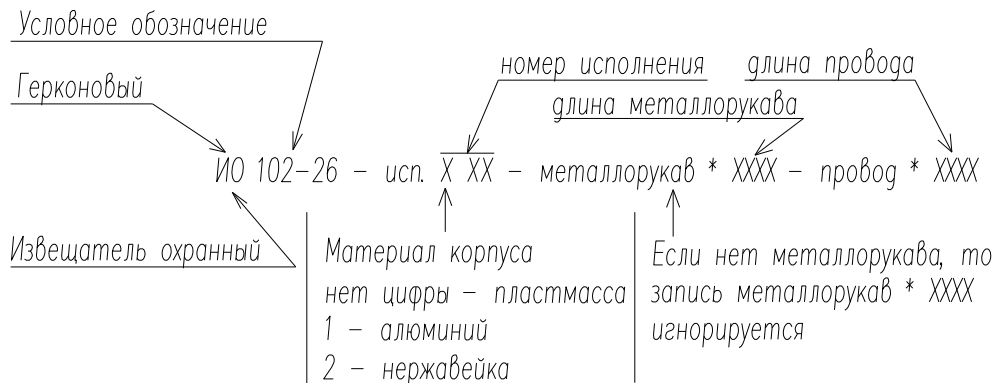 Условное обозначение
Герконовый
номер исполнения
длина провода
длина металлорукава
ИО 102-26 - исп. X XX - металлорукав * XXXX - провод * XXXX
Извещатель охранный
Материал корпуса
нет цифры - пластмасса
1 - алюминий
2 - нержавейка
Если нет металлорукава, то
запись металлорукав * XXXX
игнорируется